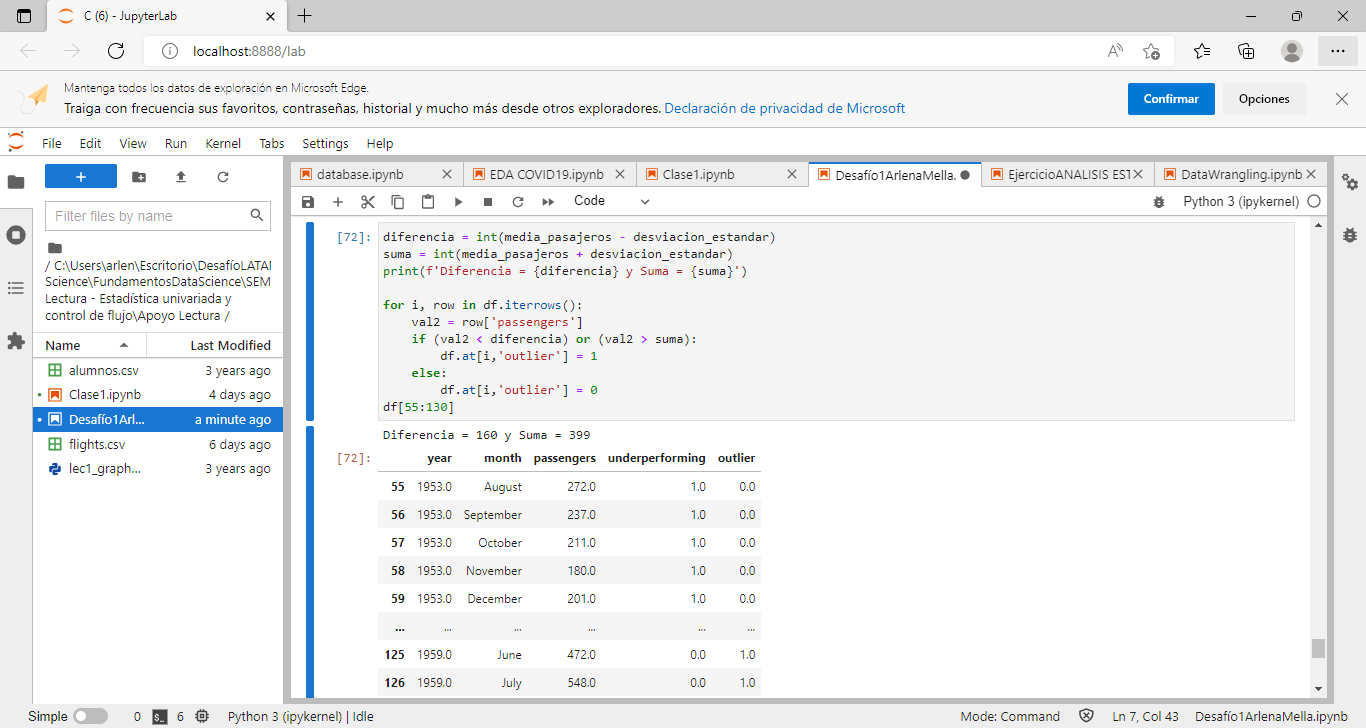 C (6) - JupyterLab
localhost:8888/lab
Mantenga todos los datos de exploración en Microsoft Edge.
Traiga con frecuencia sus favoritos, contraseñas, historial y mucho más desde otros exploradores. Declaración de privacidad de Microsoft
Confirmar
Opciones
File Edit View Run Kernel Tabs Settings Help
Filter files by name
/ C:\Users\arlen\Escritorio\DesafíoLATAI
Science\FundamentosDataScience\SEM
Lectura - Estadística univariada y
control de flujo\Apoyo Lectura /
Name Last Modified
alumnos.csv 3 years ago
Clase1.ipynb 4 days ago
Desafío1Arl... a minute ago
flights.csv 6 days ago
lec1_graph... 3 years ago
database.ipynb EDA COVID19.ipynb Clase1.ipynb Desafío1ArlenaMella. EjercicioANALISIS EST DataWrangling.ipynb
Code Python 3 (ipykernel)
[72]: diferencia = int(media_pasajeros - desviacion_estandar)
suma = int(media_pasajeros + desviacion_estandar)
print(f'Diferencia = {diferencia} y Suma = {suma}')
for i, row in df.iterrows():
val2 = row['passengers']
if (val2 < diferencia) or (val2 > suma):
df.at[i,'outlier'] = 1
else:
df.at[i,'outlier'] = 0
df[55:130]
Diferencia = 160 y Suma = 399
[72]: year month passengers underperforming outlier
55 1953.0 August 272.0 1.0 0.0
56 1953.0 September 237.0 1.0 0.0
57 1953.0 October 211.0 1.0 0.0
58 1953.0 November 180.0 1.0 0.0
59 1953.0 December 201.0 1.0 0.0
... ... ... ... ... ...
125 1959.0 June 472.0 0.0 1.0
126 1959.0 July 548.0 0.0 1.0
Simple 0 6 Python 3 (ipykernel) | Idle Mode: Command Ln 7, Col 43 Desafío1ArlenaMella.ipynb